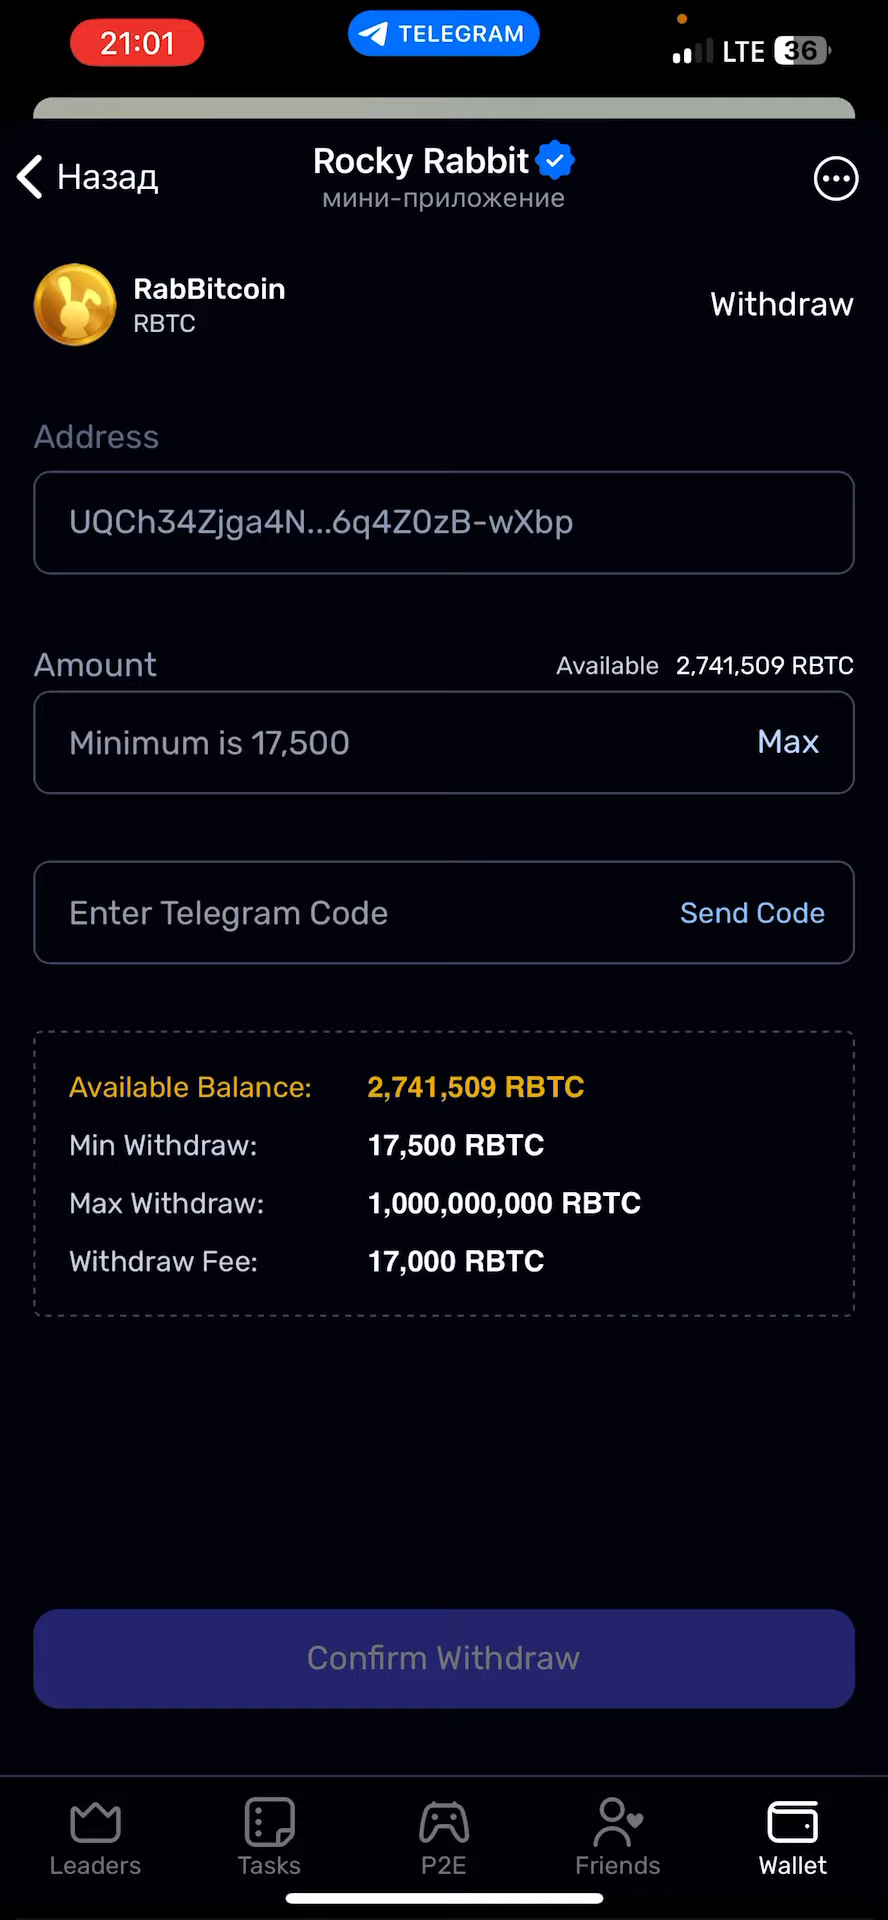 21:01
TELEGRAM
LTE 36
Назад
Rocky Rabbit
мини-приложение
RabBitcoin
RBTC
Withdraw
Address
UQCh34Zjga4N...6q4Z0zB-wXbp
Amount
Available 2,741,509 RBTC
Minimum is 17,500
Max
Enter Telegram Code
Send Code
Available Balance: 2,741,509 RBTC
Min Withdraw: 17,500 RBTC
Max Withdraw: 1,000,000,000 RBTC
Withdraw Fee: 17,000 RBTC
Confirm Withdraw
Leaders
Tasks
P2E
Friends
Wallet